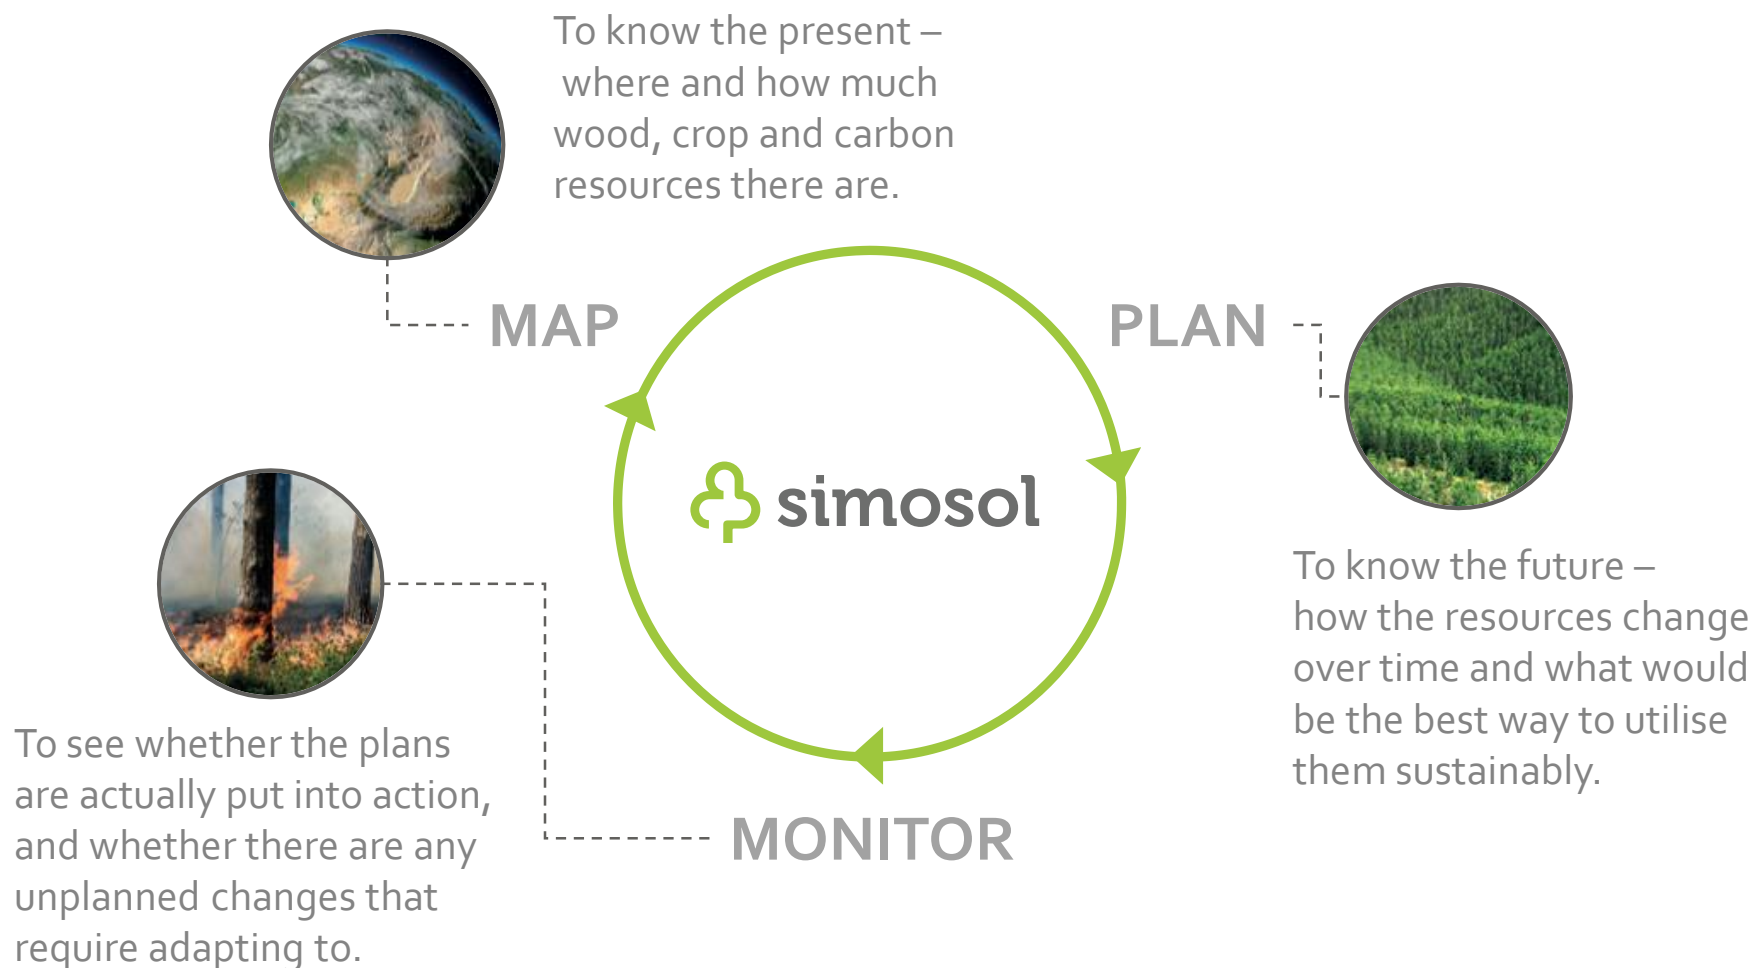 To know the present –
where and how much
wood, crop and carbon
resources there are.
MAP
PLAN
simosol
To know the future –
how the resources change
over time and what would
be the best way to utilise
them sustainably.
To see whether the plans
are actually put into action,
and whether there are any
unplanned changes that
require adapting to.
MONITOR